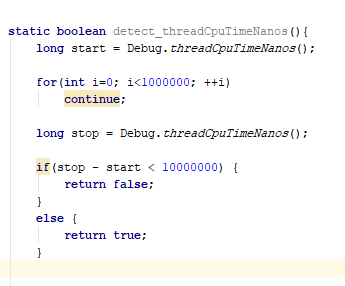 static boolean detect_threadCpuTimeNanos(){
long start = Debug.threadCpuTimeNanos();
for(int i=0; i<1000000; ++i)
continue;
long stop = Debug.threadCpuTimeNanos();
if(stop - start < 10000000) {
return false;
}
else {
return true;
}